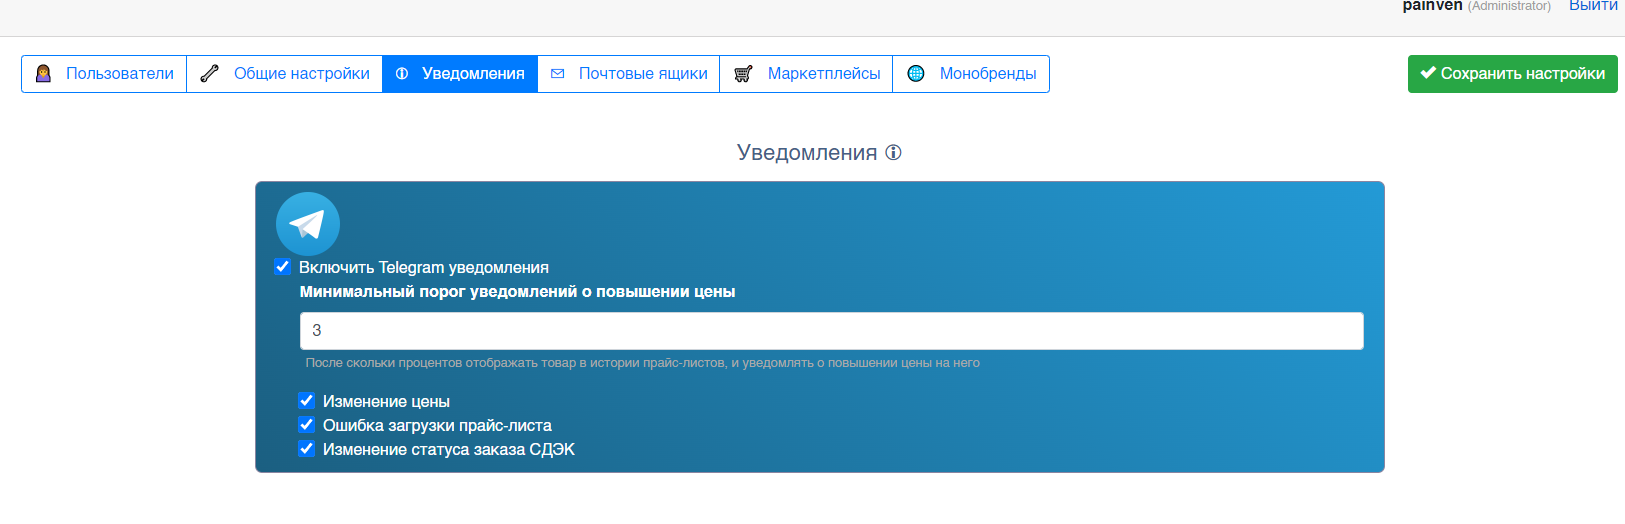 painven (Administrator) Выйти
Пользователи Общие настройки Уведомления Почтовые ящики Маркетплейсы Монобренды Сохранить настройки
Уведомления
Включить Telegram уведомления
Минимальный порог уведомлений о повышении цены
3
После скольки процентов отображать товар в истории прайс-листов, и уведомлять о повышении цены на него
Изменение цены
Ошибка загрузки прайс-листа
Изменение статуса заказа СДЭК